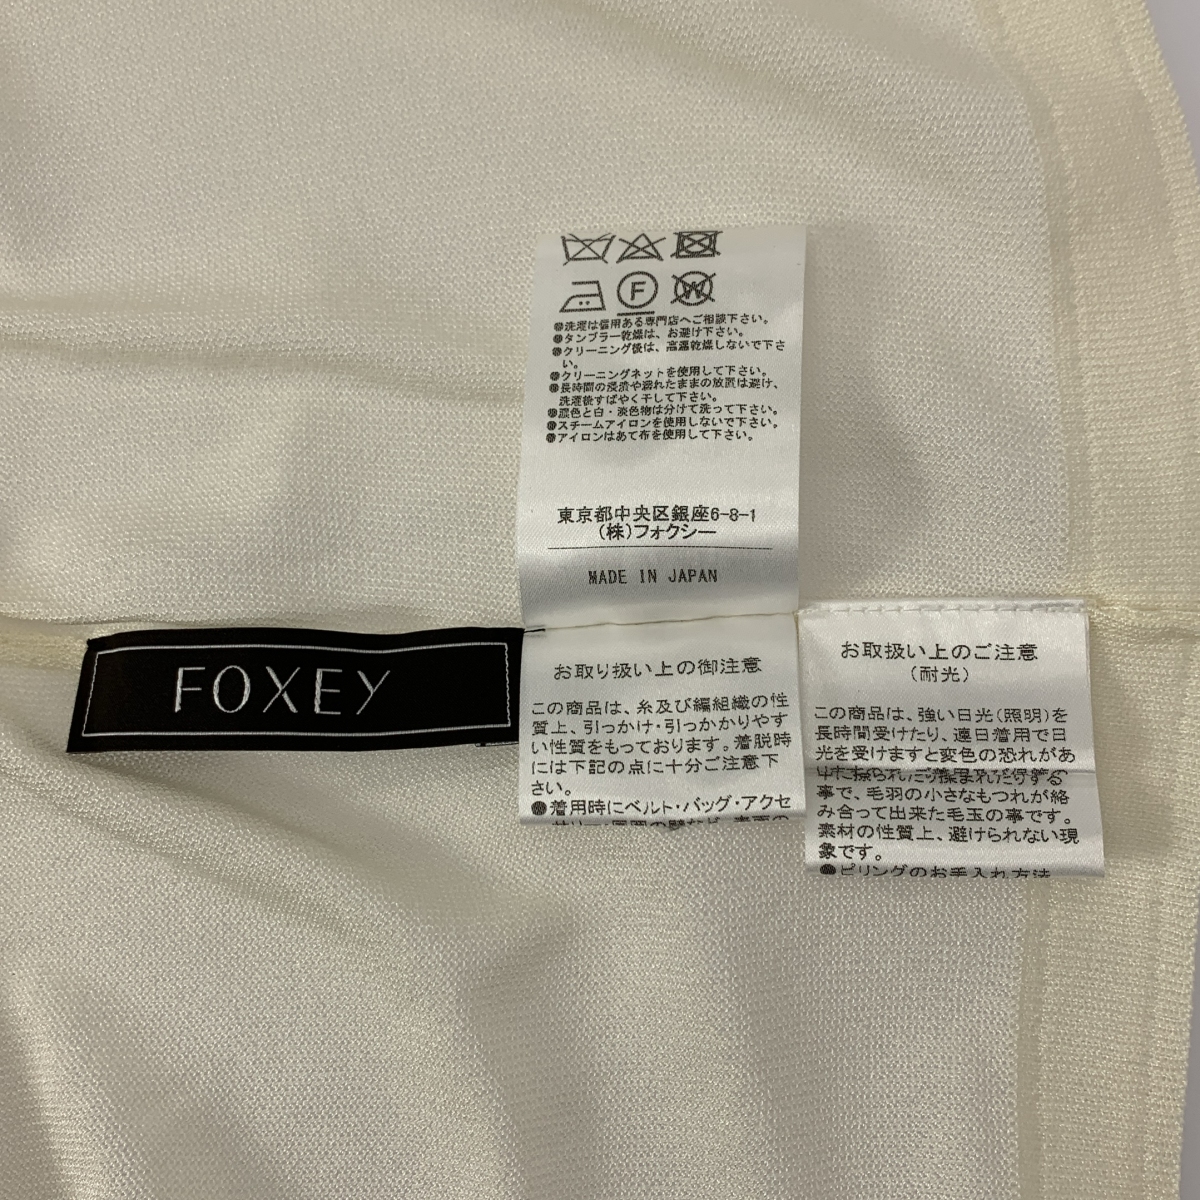 F
W
●洗濯は信用ある専門店へご相談下さい。
●タンブラー乾燥は、お避け下さい。
●クリーニング後は、高温乾燥しないで下さ
い。
●クリーニングネットを使用して下さい。
●長時間の浸漬や濡れたままの放置は避け、
洗濯後すばやく干して下さい。
●濃色と白・淡色物は分けて洗って下さい。
●スチームアイロンを使用しないで下さい。
●アイロンはあて布を使用して下さい。
東京都中央区銀座6-8-1
(株)フォクシー
MADE IN JAPAN
FOXEY
お取り扱い上の御注意
この商品は、糸及び編組織の性
質上、引っかけ・引っかかりやす
い性質をもっております。着脱時
には下記の点に十分ご注意下
さい。
●着用時にベルト・バッグ・アクセ
お取扱い上のご注意
(耐光)
この商品は、強い日光(照明)を
長時間受けたり、連日着用で日
光を受けますと変色の恐れがあ
事で、毛羽の小さなもつれが絡
み合って出来た毛玉の事です。
素材の性質上、避けられない現
象です。
●ピリングのお手入れ方法